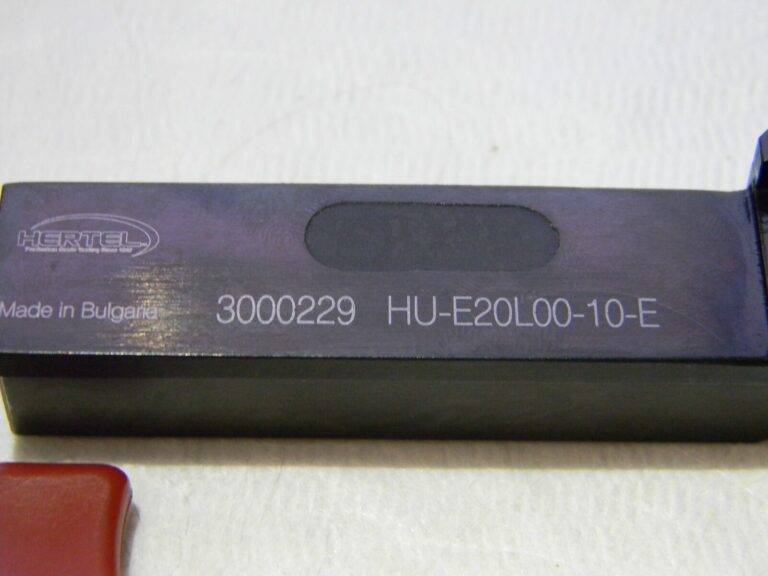 HERTEL
Made in Bulgaria
3000229 HU-E20L00-10-E